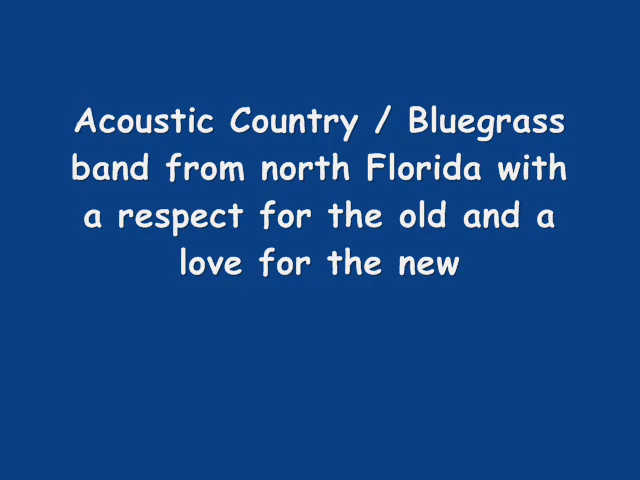 Acoustic Country / Bluegrass
band from north Florida with
a respect for the old and a
love for the new